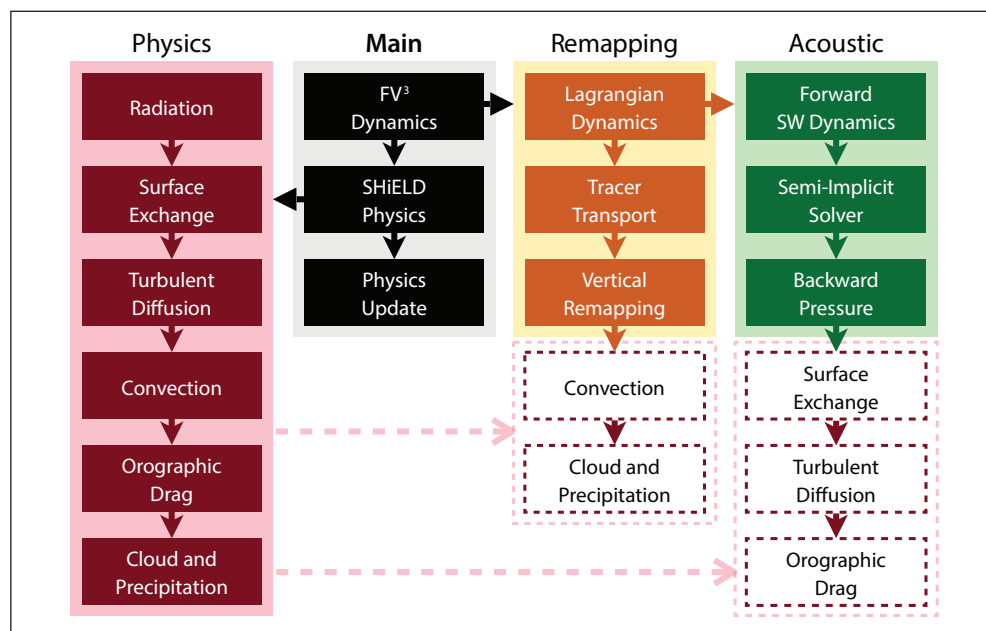 Physics
Radiation
Surface
Exchange
Turbulent
Diffusion
Convection
Orographic
Drag
Cloud and
Precipitation
Main
FV³
Dynamics
SHiELD
Physics
Physics
Update
Remapping
Lagrangian
Dynamics
Tracer
Transport
Vertical
Remapping
Convection
Cloud and
Precipitation
Acoustic
Forward
SW Dynamics
Semi-Implicit
Solver
Backward
Pressure
Surface
Exchange
Turbulent
Diffusion
Orographic
Drag